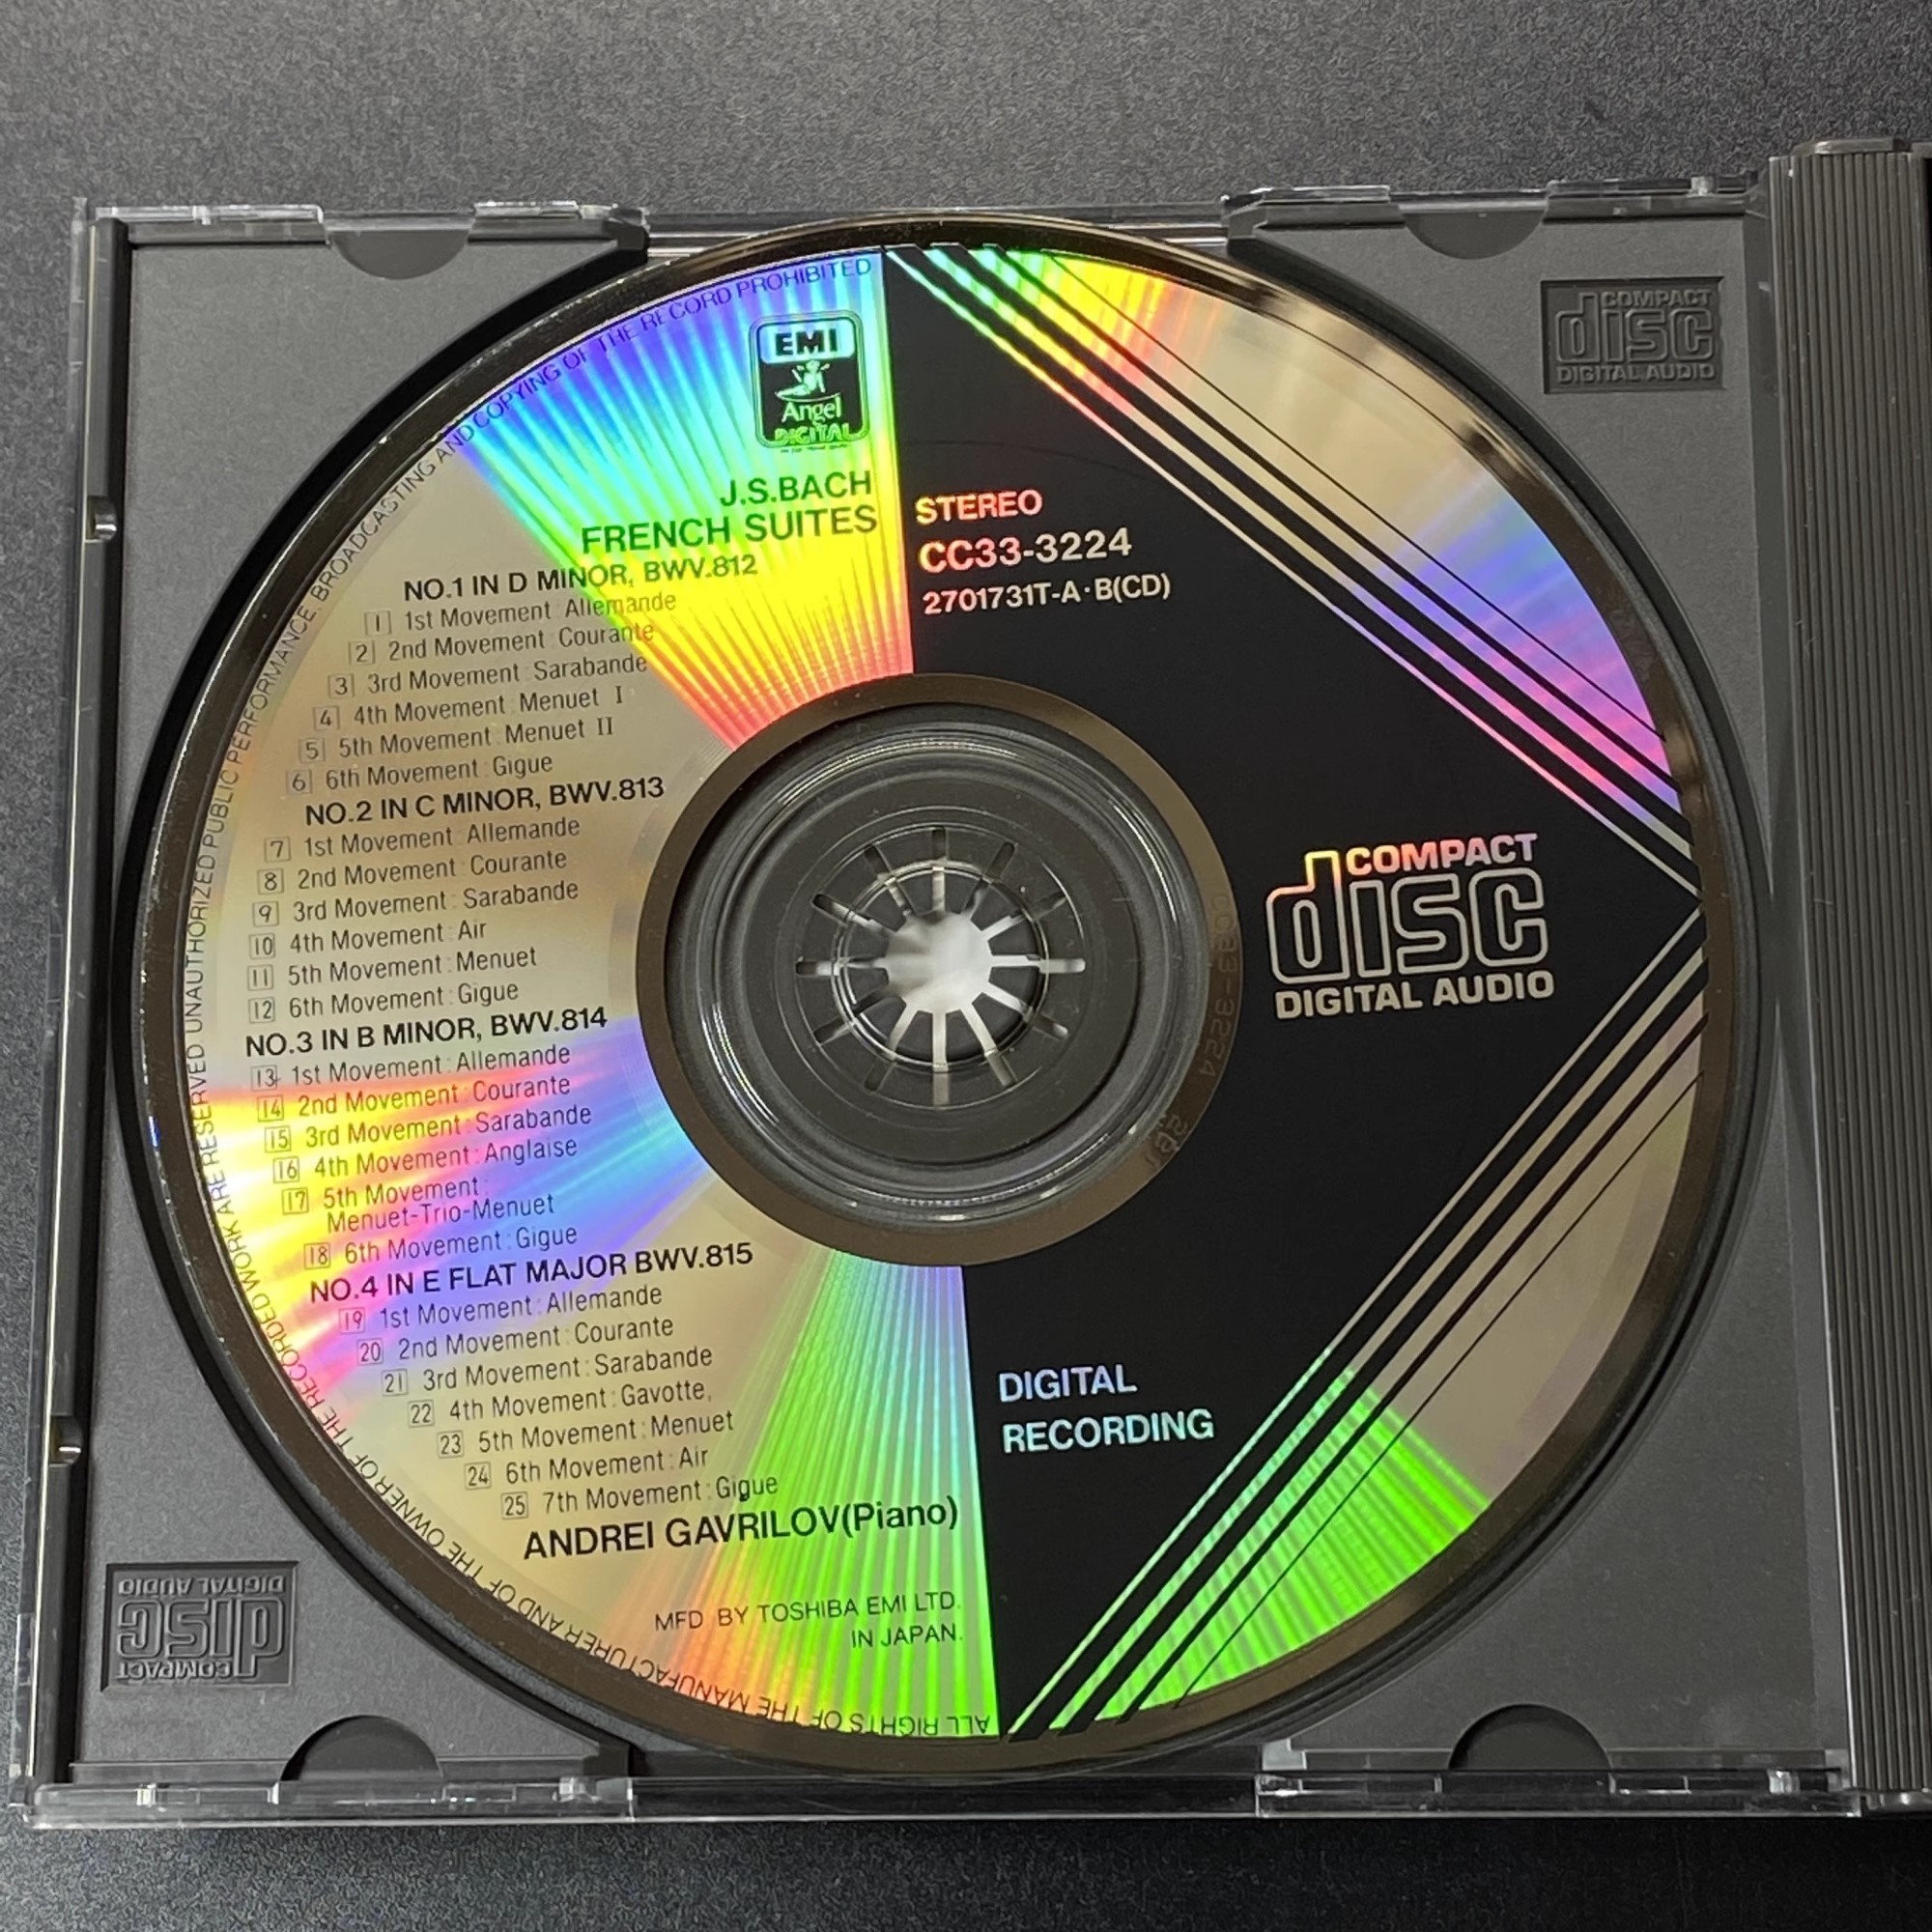 EMI
Angel
DIGITAL
J.S.BACH
FRENCH SUITES
NO.1 IN D MINOR, BWV.812
1 1st Movement: Allemande
2 2nd Movement: Courante
3 3rd Movement: Sarabande
4 4th Movement: Menuet I
5 5th Movement: Menuet II
6 6th Movement: Gigue
NO.2 IN C MINOR, BWV.813
7 1st Movement: Allemande
8 2nd Movement: Courante
9 3rd Movement: Sarabande
10 4th Movement: Air
11 5th Movement: Menuet
12 6th Movement: Gigue
NO.3 IN B MINOR, BWV.814
13 1st Movement: Allemande
14 2nd Movement: Courante
15 3rd Movement: Sarabande
16 4th Movement: Anglaise
17 5th Movement:
Menuet-Trio-Menuet
18 6th Movement: Gigue
NO.4 IN E FLAT MAJOR BWV.815
19 1st Movement: Allemande
20 2nd Movement: Courante
21 3rd Movement: Sarabande
22 4th Movement: Gavotte,
23 5th Movement: Menuet
24 6th Movement: Air
25 7th Movement: Gigue
ANDREI GAVRILOV(Piano)
MFD BY TOSHIBA EMI LTD.
IN JAPAN.
STEREO
CC33-3224
2701731T-A·B(CD)
COMPACT
disc
DIGITAL AUDIO
DIGITAL
RECORDING
ALL RIGHTS OF THE MANUFACTURER AND OF THE OWNER OF THE RECORDED WORK ARE RESERVED UNAUTHORIZED PUBLIC PERFORMANCE. BROADCASTING AND COPYING OF THE RECORD PROHIBITED
CC33-3224
COMPACT
disc
DIGITAL AUDIO
COMPACT
disc
DIGITAL AUDIO